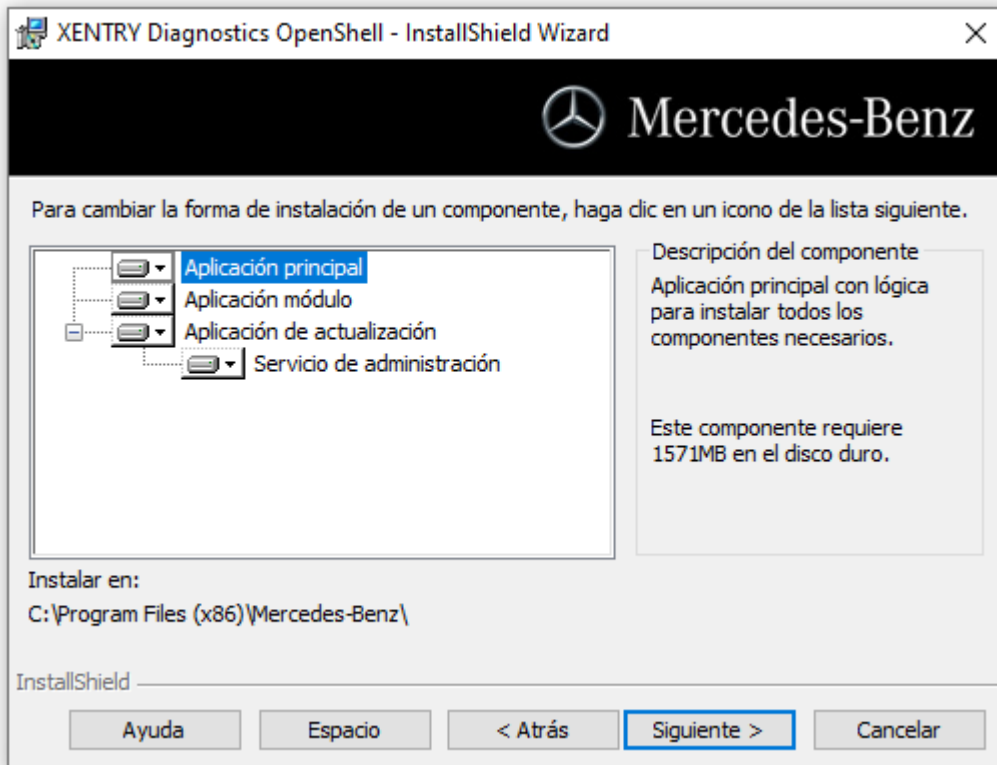 XENTRY Diagnostics OpenShell - InstallShield Wizard
Mercedes-Benz
Para cambiar la forma de instalación de un componente, haga clic en un icono de la lista siguiente.
Aplicación principal
Aplicación módulo
Aplicación de actualización
Servicio de administración
Descripción del componente
Aplicación principal con lógica
para instalar todos los
componentes necesarios.
Este componente requiere
1571MB en el disco duro.
Instalar en:
C:\Program Files (x86)\Mercedes-Benz\
InstallShield
Ayuda
Espacio
< Atrás
Siguiente >
Cancelar